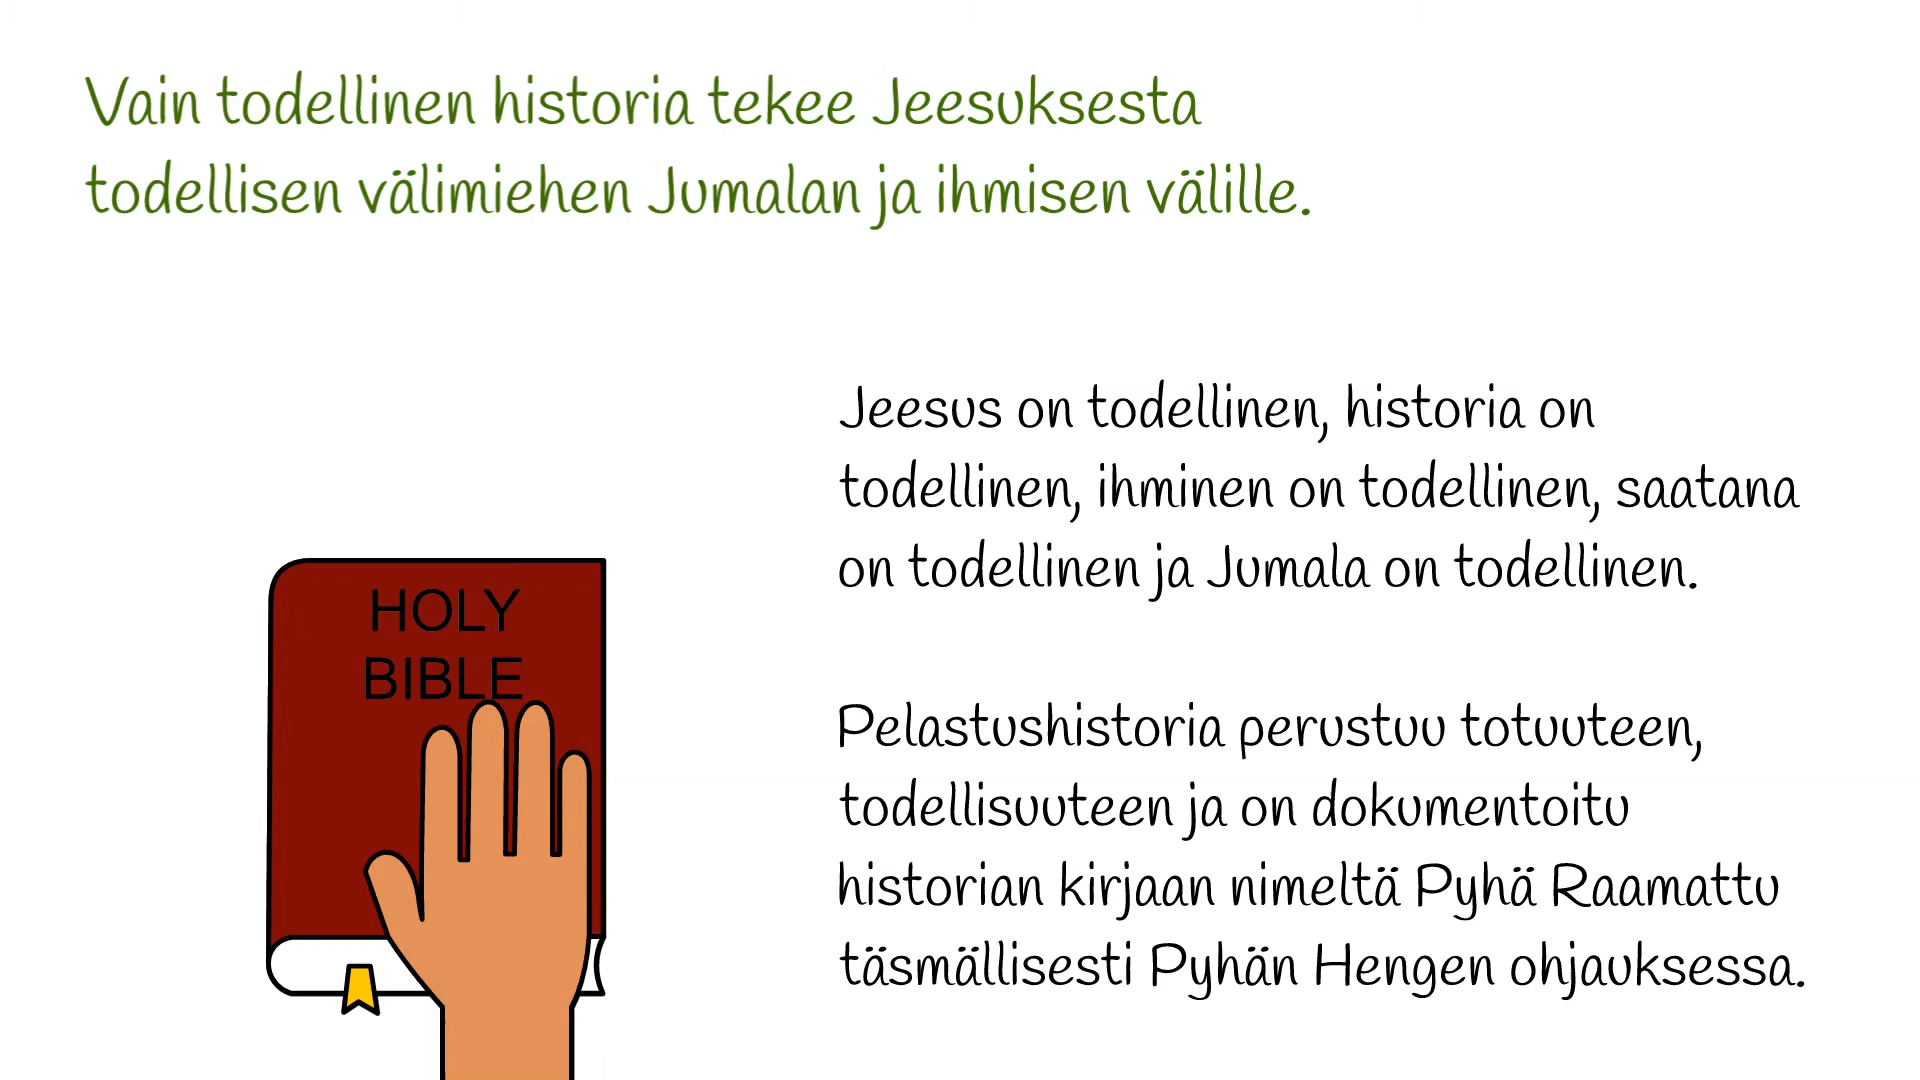 Vain todellinen historia tekee Jeesuksesta
todellisen välimiehen Jumalan ja ihmisen välille.
Jeesus on todellinen, historia on
todellinen, ihminen on todellinen, saatana
on todellinen ja Jumala on todellinen.
HOLY
BIBLE
Pelastushistoria perustuu totuuteen,
todellisuuteen ja on dokumentoitu
historian kirjaan nimeltä Pyhä Raamattu
täsmällisesti Pyhän Hengen ohjauksessa.